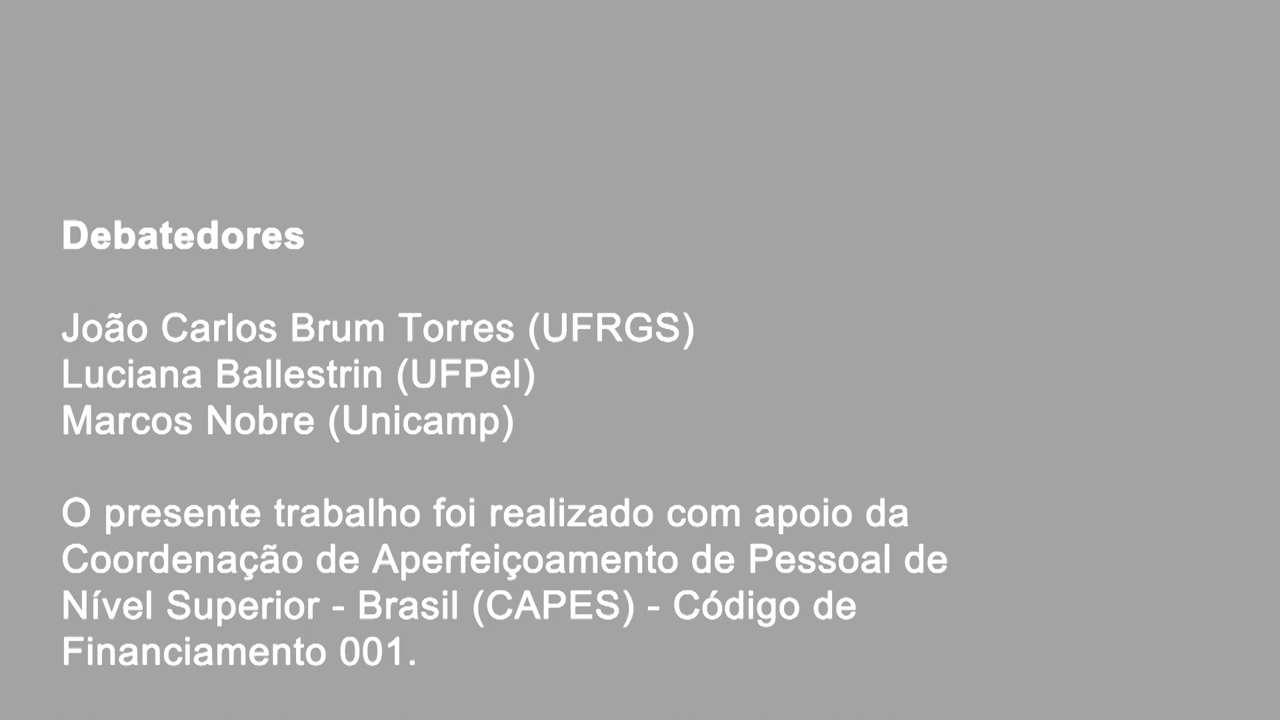 Debatedores
João Carlos Brum Torres (UFRGS)
Luciana Ballestrin (UFPel)
Marcos Nobre (Unicamp)
O presente trabalho foi realizado com apoio da
Coordenação de Aperfeiçoamento de Pessoal de
Nível Superior - Brasil (CAPES) - Código de
Financiamento 001.